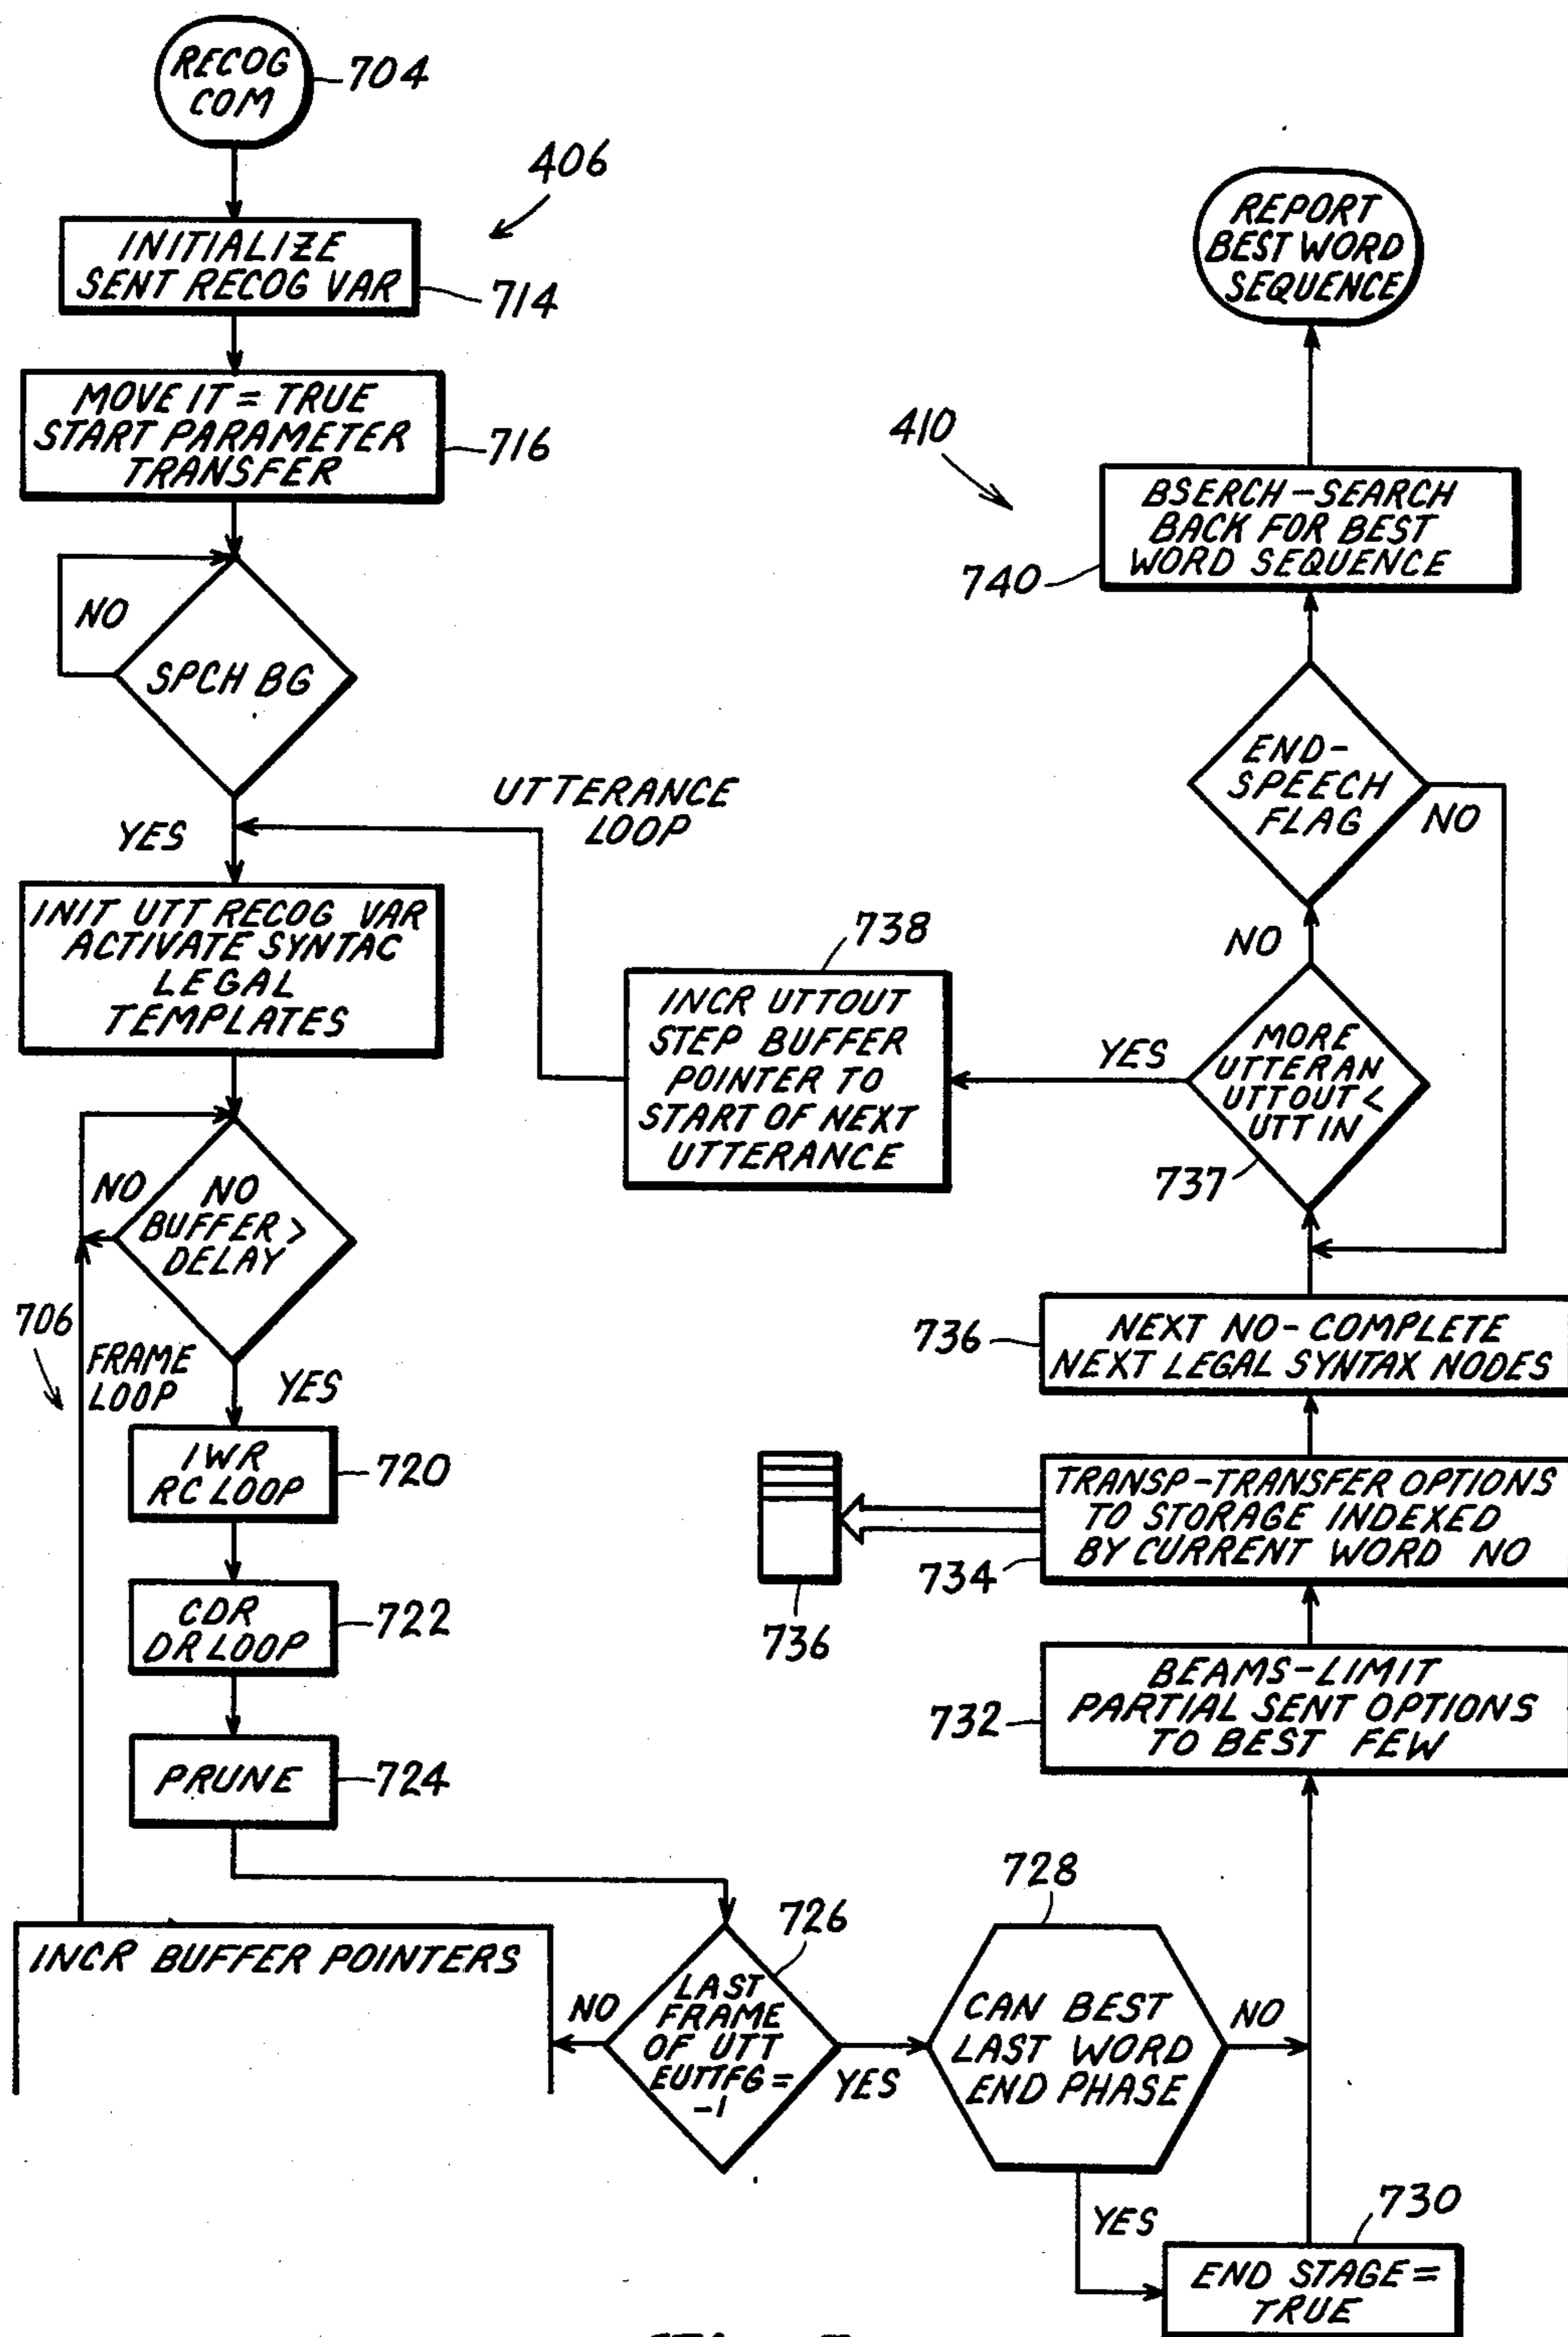 RECOG
COM
704
406
INITIALIZE
SENT RECOG VAR
714
MOVE IT = TRUE
START PARAMETER
TRANSFER
716
NO
SPCH BG
YES
UTTERANCE
LOOP
INIT UTT RECOG VAR
ACTIVATE SYNTAC
LEGAL
TEMPLATES
NO
NO
BUFFER >
DELAY
706
FRAME
LOOP
YES
IWR
RC LOOP
720
CDR
DR LOOP
722
PRUNE
724
INCR BUFFER POINTERS
NO
LAST
FRAME
OF UTT
EUTTFG =
-1
726
YES
728
CAN BEST
LAST WORD
END PHASE
NO
YES
730
END STAGE =
TRUE
732
BEAMS-LIMIT
PARTIAL SENT OPTIONS
TO BEST FEW
734
TRANSP-TRANSFER OPTIONS
TO STORAGE INDEXED
BY CURRENT WORD NO
736
736
NEXT NO-COMPLETE
NEXT LEGAL SYNTAX NODES
737
MORE
UTTERAN
UTTOUT <
UTT IN
YES
738
INCR UTTOUT
STEP BUFFER
POINTER TO
START OF NEXT
UTTERANCE
NO
END-
SPEECH
FLAG
NO
410
740
BSERCH-SEARCH
BACK FOR BEST
WORD SEQUENCE
REPORT
BEST WORD
SEQUENCE